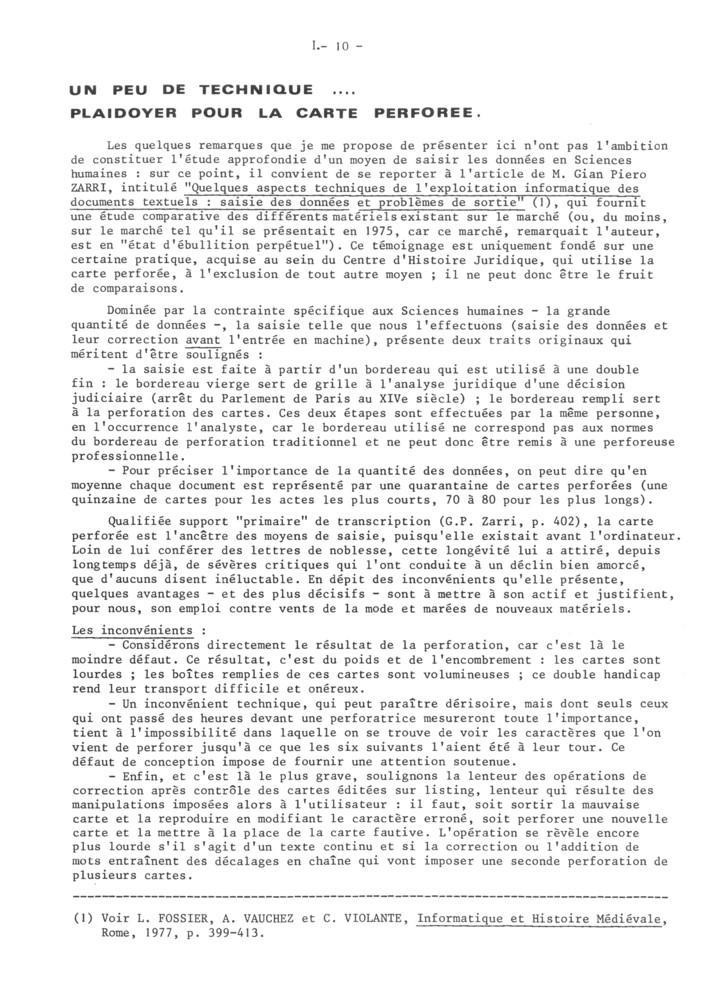 I.- 10 -
UN PEU DE TECHNIQUE ....
PLAIDOYER POUR LA CARTE PERFOREE.
Les quelques remarques que je me propose de présenter ici n'ont pas l'ambition
de constituer l'étude approfondie d'un moyen de saisir les données en Sciences
humaines : sur ce point, il convient de se reporter à l'article de M. Gian Piero
ZARRI, intitulé "Quelques aspects techniques de l'exploitation informatique des
documents textuels : saisie des données et problèmes de sortie" (1), qui fournit
une étude comparative des différents matériels existant sur le marché (ou, du moins,
sur le marché tel qu'il se présentait en 1975, car ce marché, remarquait l'auteur,
est en "état d'ébullition perpétuel"). Ce témoignage est uniquement fondé sur une
certaine pratique, acquise au sein du Centre d'Histoire Juridique, qui utilise la
carte perforée, à l'exclusion de tout autre moyen ; il ne peut donc être le fruit
de comparaisons.
Dominée par la contrainte spécifique aux Sciences humaines - la grande
quantité de données -, la saisie telle que nous l'effectuons (saisie des données et
leur correction avant l'entrée en machine), présente deux traits originaux qui
méritent d'être soulignés :
- la saisie est faite à partir d'un bordereau qui est utilisé à une double
fin : le bordereau vierge sert de grille à l'analyse juridique d'une décision
judiciaire (arrêt du Parlement de Paris au XIVe siècle) ; le bordereau rempli sert
à la perforation des cartes. Ces deux étapes sont effectuées par la même personne,
en l'occurrence l'analyste, car le bordereau utilisé ne correspond pas aux normes
du bordereau de perforation traditionnel et ne peut donc être remis à une perforeuse
professionnelle.
- Pour préciser l'importance de la quantité des données, on peut dire qu'en
moyenne chaque document est représenté par une quarantaine de cartes perforées (une
quinzaine de cartes pour les actes les plus courts, 70 à 80 pour les plus longs).
Qualifiée support "primaire" de transcription (G.P. Zarri, p. 402), la carte
perforée est l'ancêtre des moyens de saisie, puisqu'elle existait avant l'ordinateur.
Loin de lui conférer des lettres de noblesse, cette longévité lui a attiré, depuis
longtemps déjà, de sévères critiques qui l'ont conduite à un déclin bien amorcé,
que d'aucuns disent inéluctable. En dépit des inconvénients qu'elle présente,
quelques avantages - et des plus décisifs - sont à mettre à son actif et justifient,
pour nous, son emploi contre vents de la mode et marées de nouveaux matériels.
Les inconvénients :
- Considérons directement le résultat de la perforation, car c'est là le
moindre défaut. Ce résultat, c'est du poids et de l'encombrement : les cartes sont
lourdes ; les boîtes remplies de ces cartes sont volumineuses ; ce double handicap
rend leur transport difficile et onéreux.
- Un inconvénient technique, qui peut paraître dérisoire, mais dont seuls ceux
qui ont passé des heures devant une perforatrice mesureront toute l'importance,
tient à l'impossibilité dans laquelle on se trouve de voir les caractères que l'on
vient de perforer jusqu'à ce que les six suivants l'aient été à leur tour. Ce
défaut de conception impose de fournir une attention soutenue.
- Enfin, et c'est là le plus grave, soulignons la lenteur des opérations de
correction après contrôle des cartes éditées sur listing, lenteur qui résulte des
manipulations imposées alors à l'utilisateur : il faut, soit sortir la mauvaise
carte et la reproduire en modifiant le caractère erroné, soit perforer une nouvelle
carte et la mettre à la place de la carte fautive. L'opération se rèvèle encore
plus lourde s'il s'agit d'un texte continu et si la correction ou l'addition de
mots entraînent des décalages en chaîne qui vont imposer une seconde perforation de
plusieurs cartes.
(1) Voir L. FOSSIER, A. VAUCHEZ et C. VIOLANTE, Informatique et Histoire Médiévale,
Rome, 1977, p. 399-413.